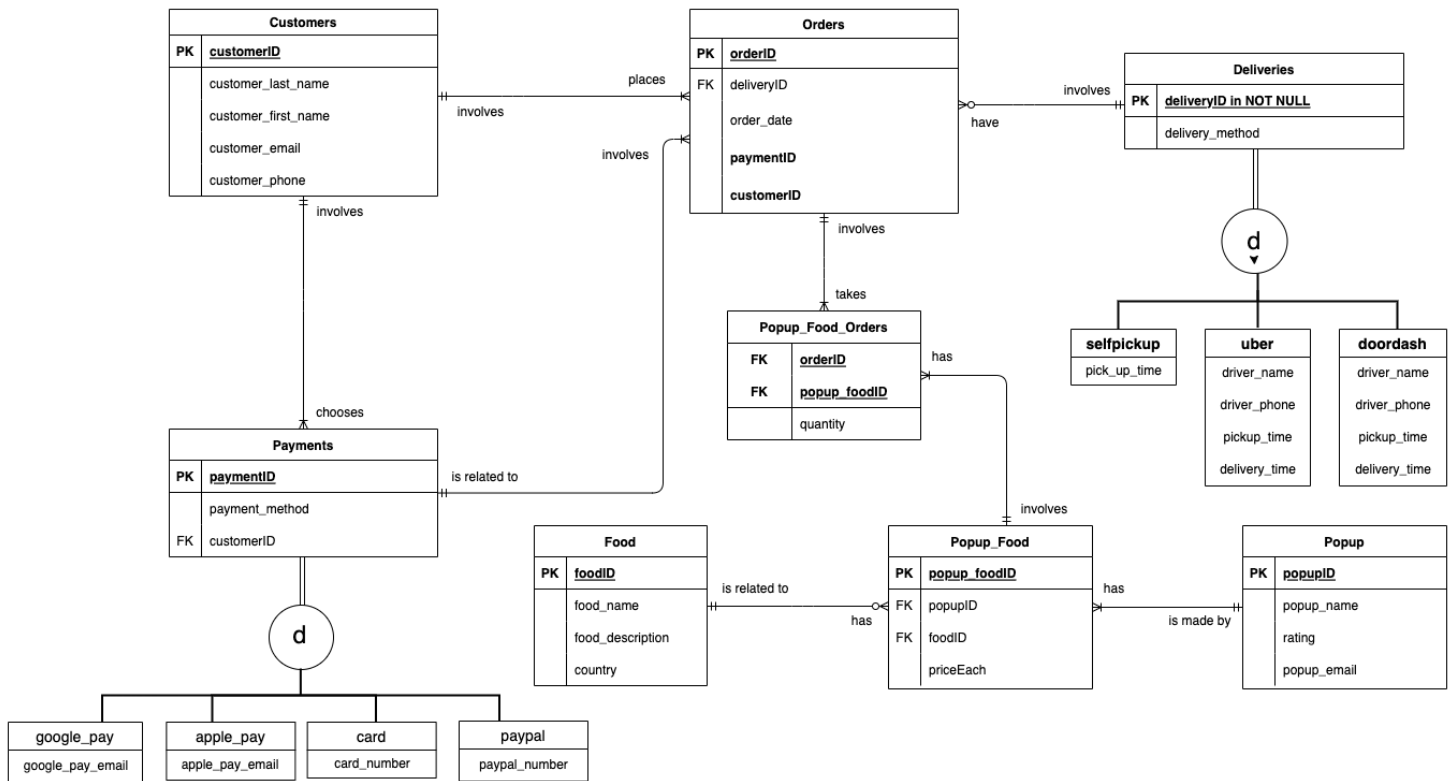 Customers
PK customerID
customer_last_name
customer_first_name
customer_email
customer_phone
places
involves
involves
involves
chooses
Orders
PK orderID
FK deliveryID
order_date
paymentID
customerID
involves
have
involves
takes
Deliveries
PK deliveryID in NOT NULL
delivery_method
d
selfpickup
pick_up_time
uber
driver_name
driver_phone
pickup_time
delivery_time
doordash
driver_name
driver_phone
pickup_time
delivery_time
Popup_Food_Orders
FK orderID
FK popup_foodID
quantity
has
involves
Payments
PK paymentID
payment_method
FK customerID
is related to
d
google_pay
google_pay_email
apple_pay
apple_pay_email
card
card_number
paypal
paypal_number
Food
PK foodID
food_name
food_description
country
is related to
has
Popup_Food
PK popup_foodID
FK popupID
FK foodID
priceEach
has
is made by
Popup
PK popupID
popup_name
rating
popup_email